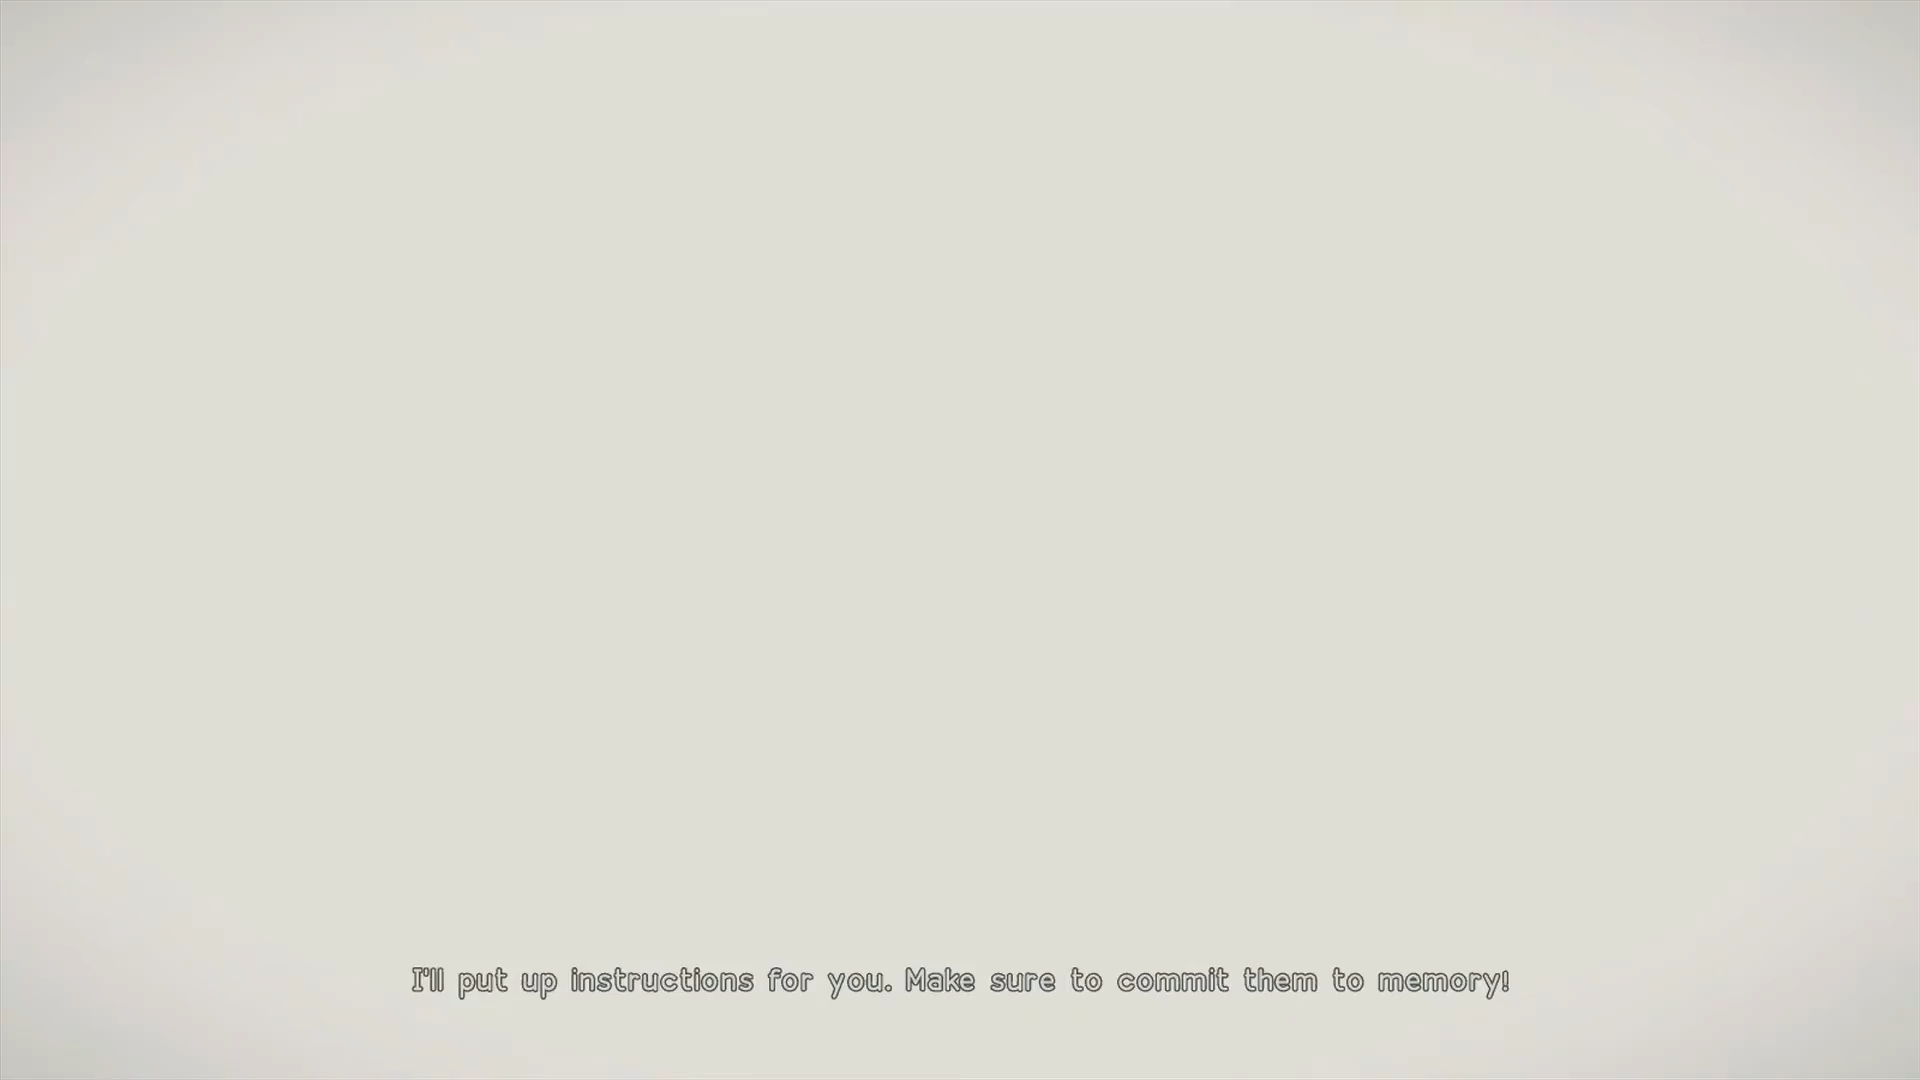 I'll put up instructions for you. Make sure to commit them to memory!